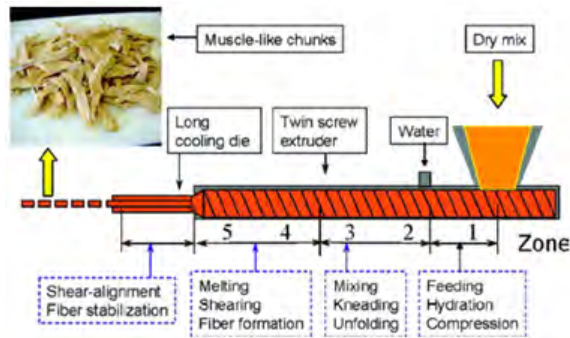 Muscle-like chunks
Dry mix
Long
cooling die
Twin screw
extruder
Water
5 4 3 2 1 Zone
Shear-alignment
Fiber stabilization
Melting
Shearing
Fiber formation
Mixing
Kneading
Unfolding
Feeding
Hydration
Compression